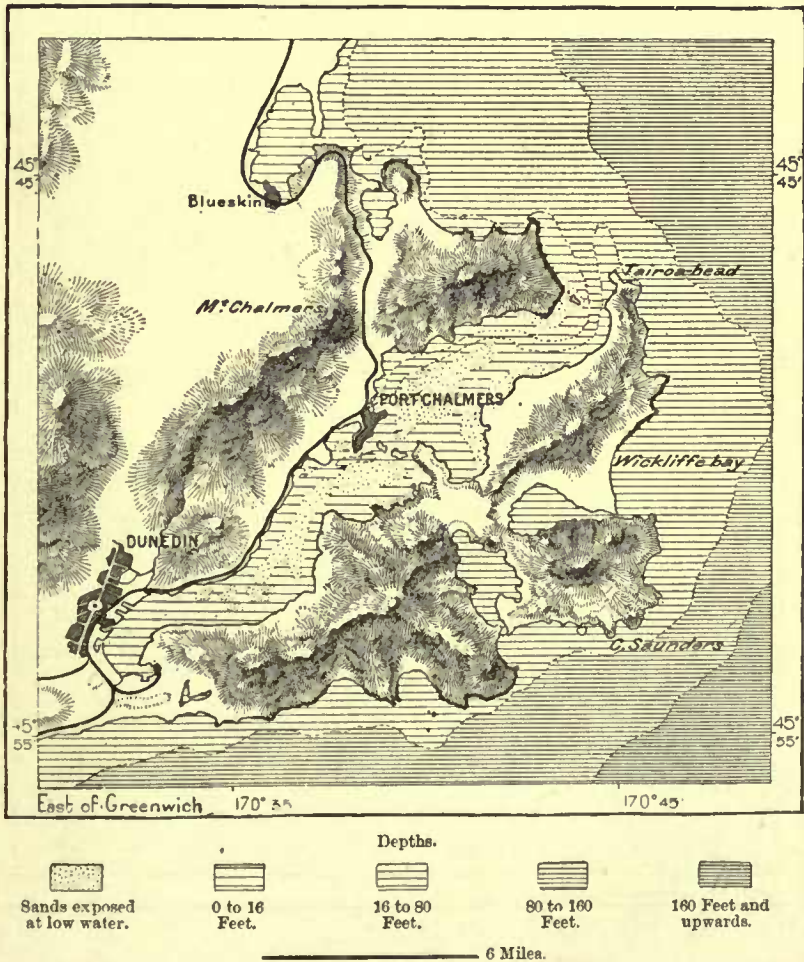 45°
45'
45°
45'
Blueskin
Tairoa-head
Mt Chalmers
PORT CHALMERS
Wickliffe bay
DUNEDIN
C. Saunders
45°
55'
45°
55'
East of Greenwich 170° 35 170° 45'
Depths.
Sands exposed
at low water.
0 to 16
Feet.
16 to 80
Feet.
80 to 160
Feet.
160 Feet and
upwards.
6 Miles.